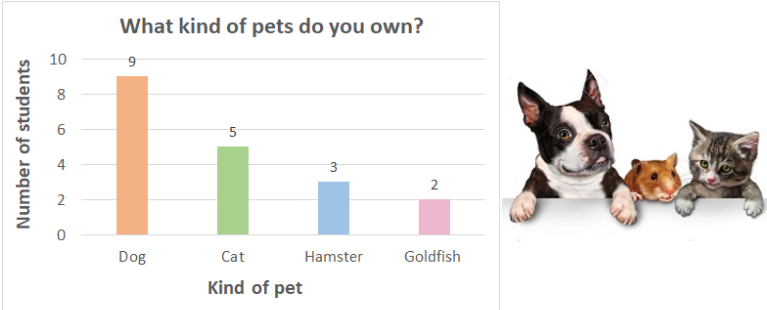 What kind of pets do you own?
Number of students
10
8
6
4
2
0
9
5
3
2
Dog Cat Hamster Goldfish
Kind of pet